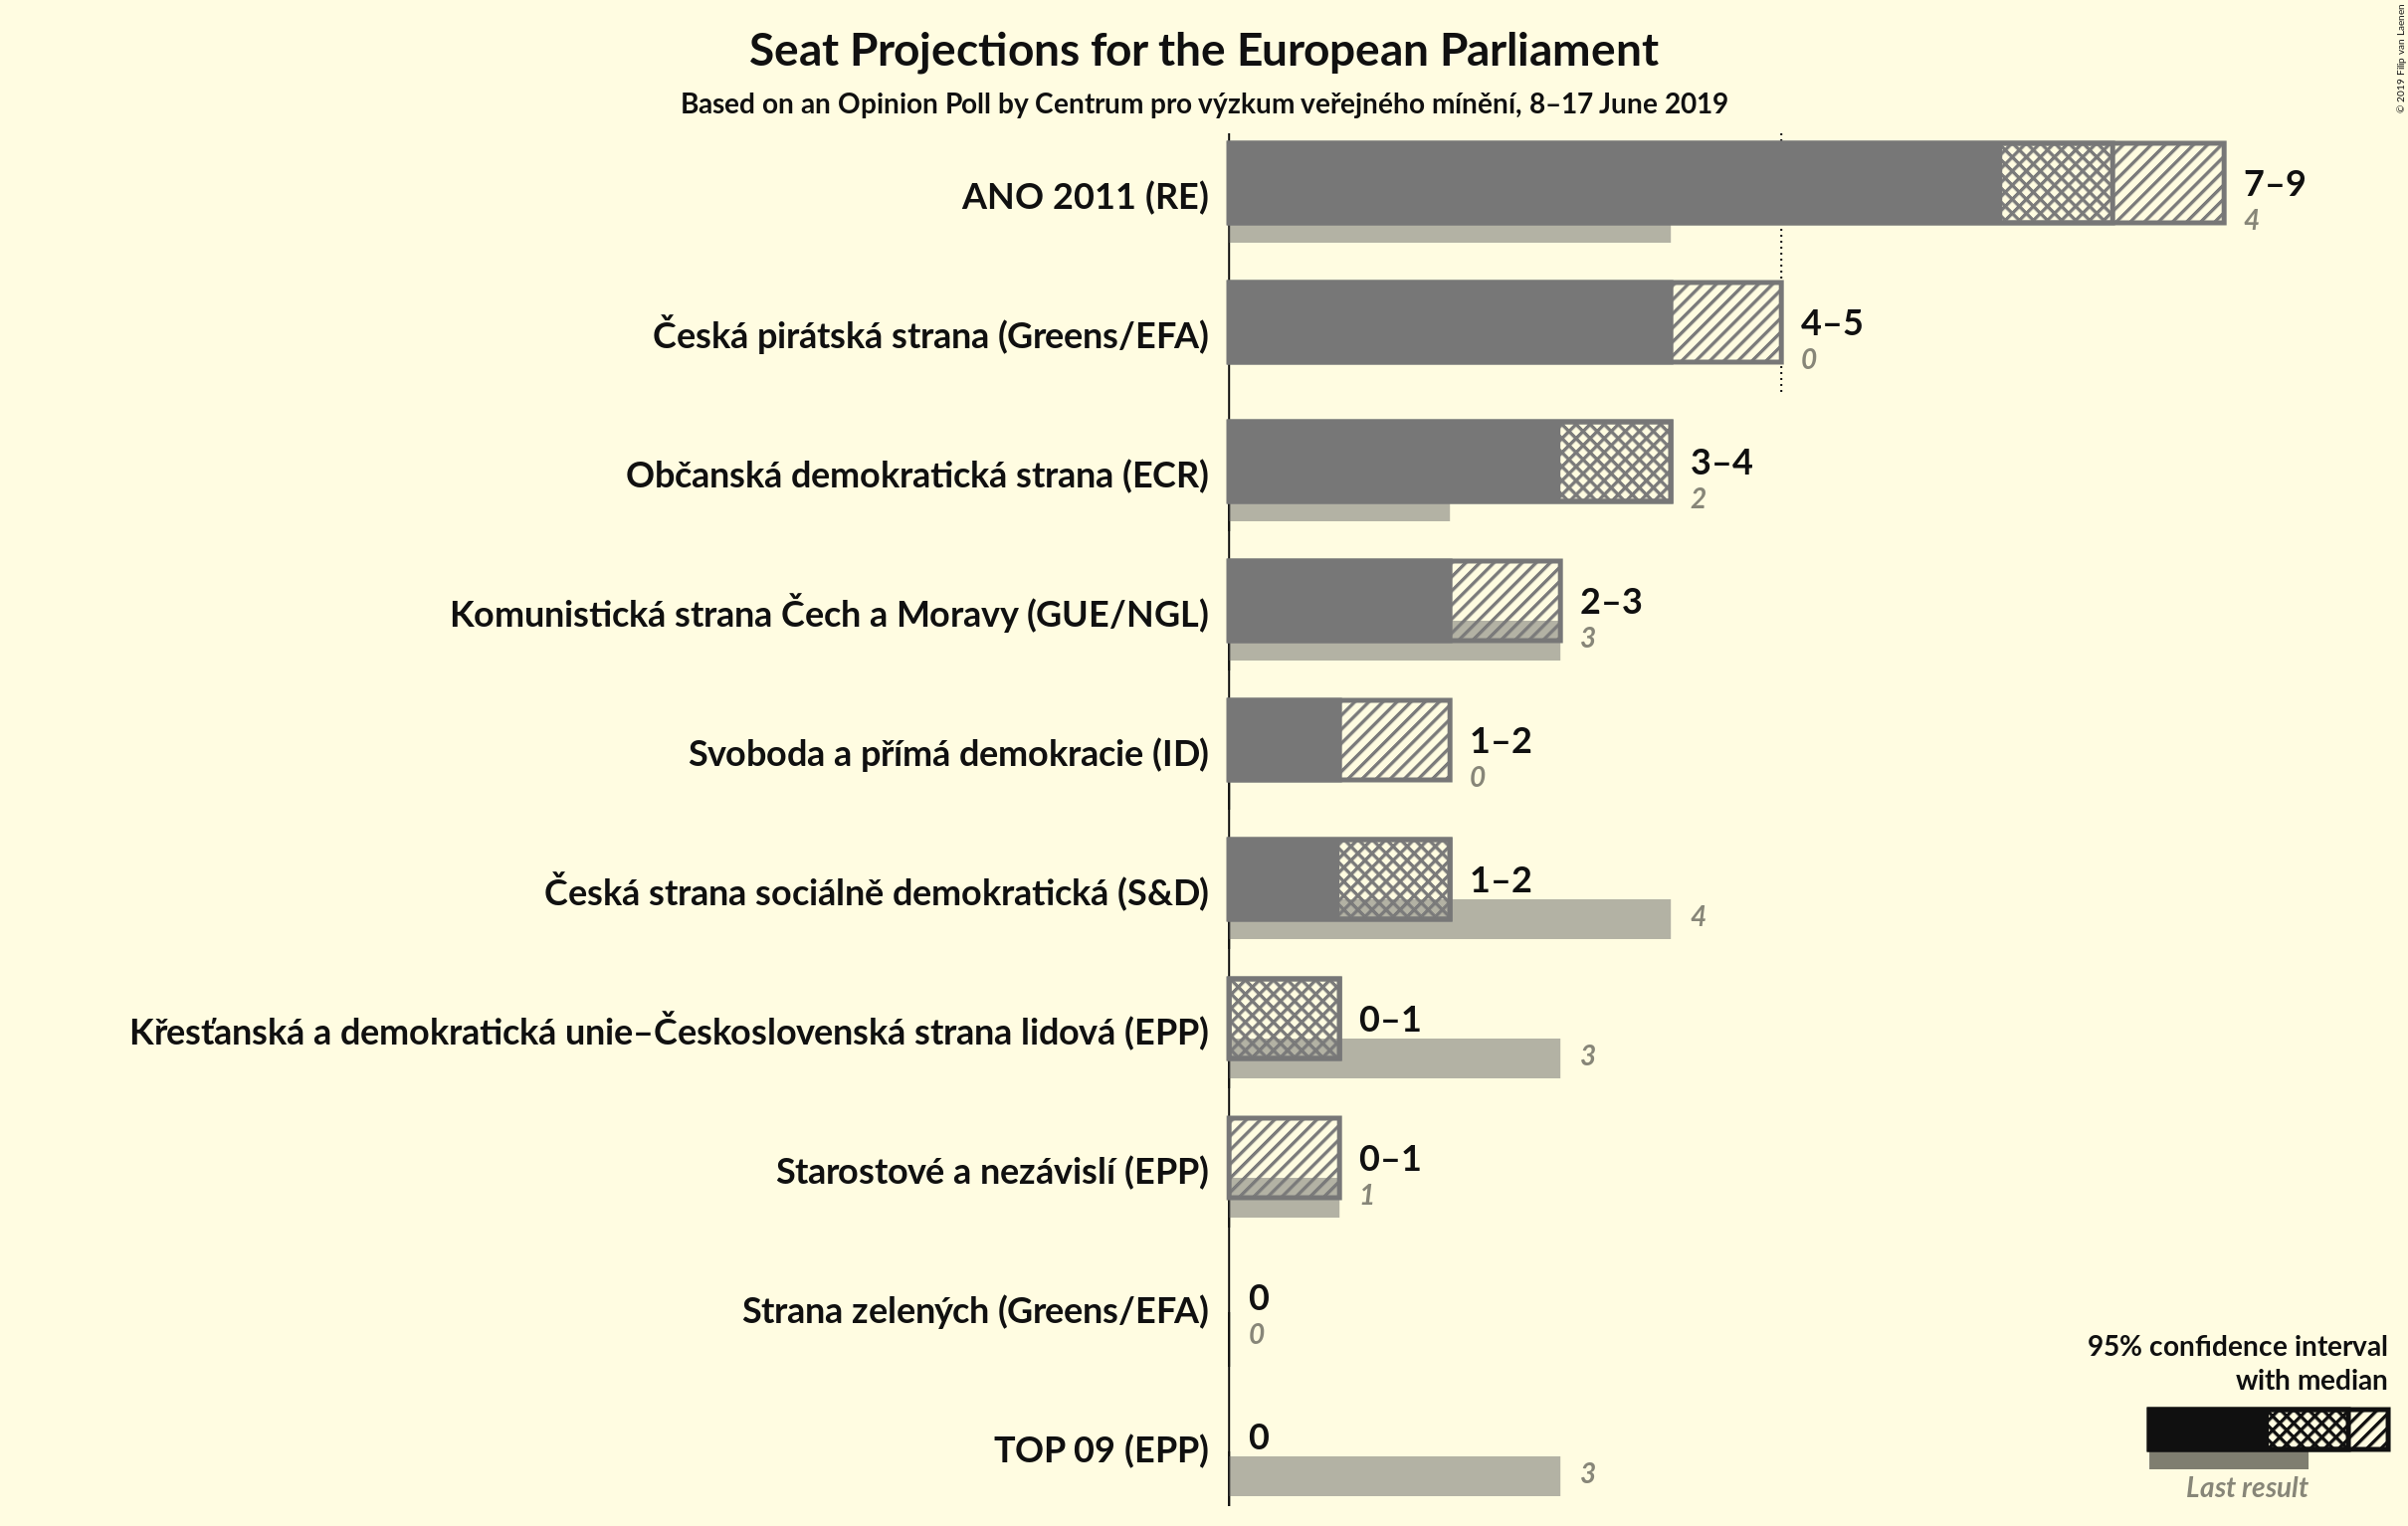 Seat Projections for the European Parliament
Based on an Opinion Poll by Centrum pro výzkum veřejného mínění, 8–17 June 2019
© 2019 Filip van Laenen
ANO 2011 (RE)
7–9
4
Česká pirátská strana (Greens/EFA)
4–5
0
Občanská demokratická strana (ECR)
3–4
2
Komunistická strana Čech a Moravy (GUE/NGL)
2–3
3
Svoboda a přímá demokracie (ID)
1–2
0
Česká strana sociálně demokratická (S&D)
1–2
4
Křesťanská a demokratická unie–Československá strana lidová (EPP)
0–1
3
Starostové a nezávislí (EPP)
0–1
1
Strana zelených (Greens/EFA)
0
0
TOP 09 (EPP)
0
3
95% confidence interval
with median
Last result